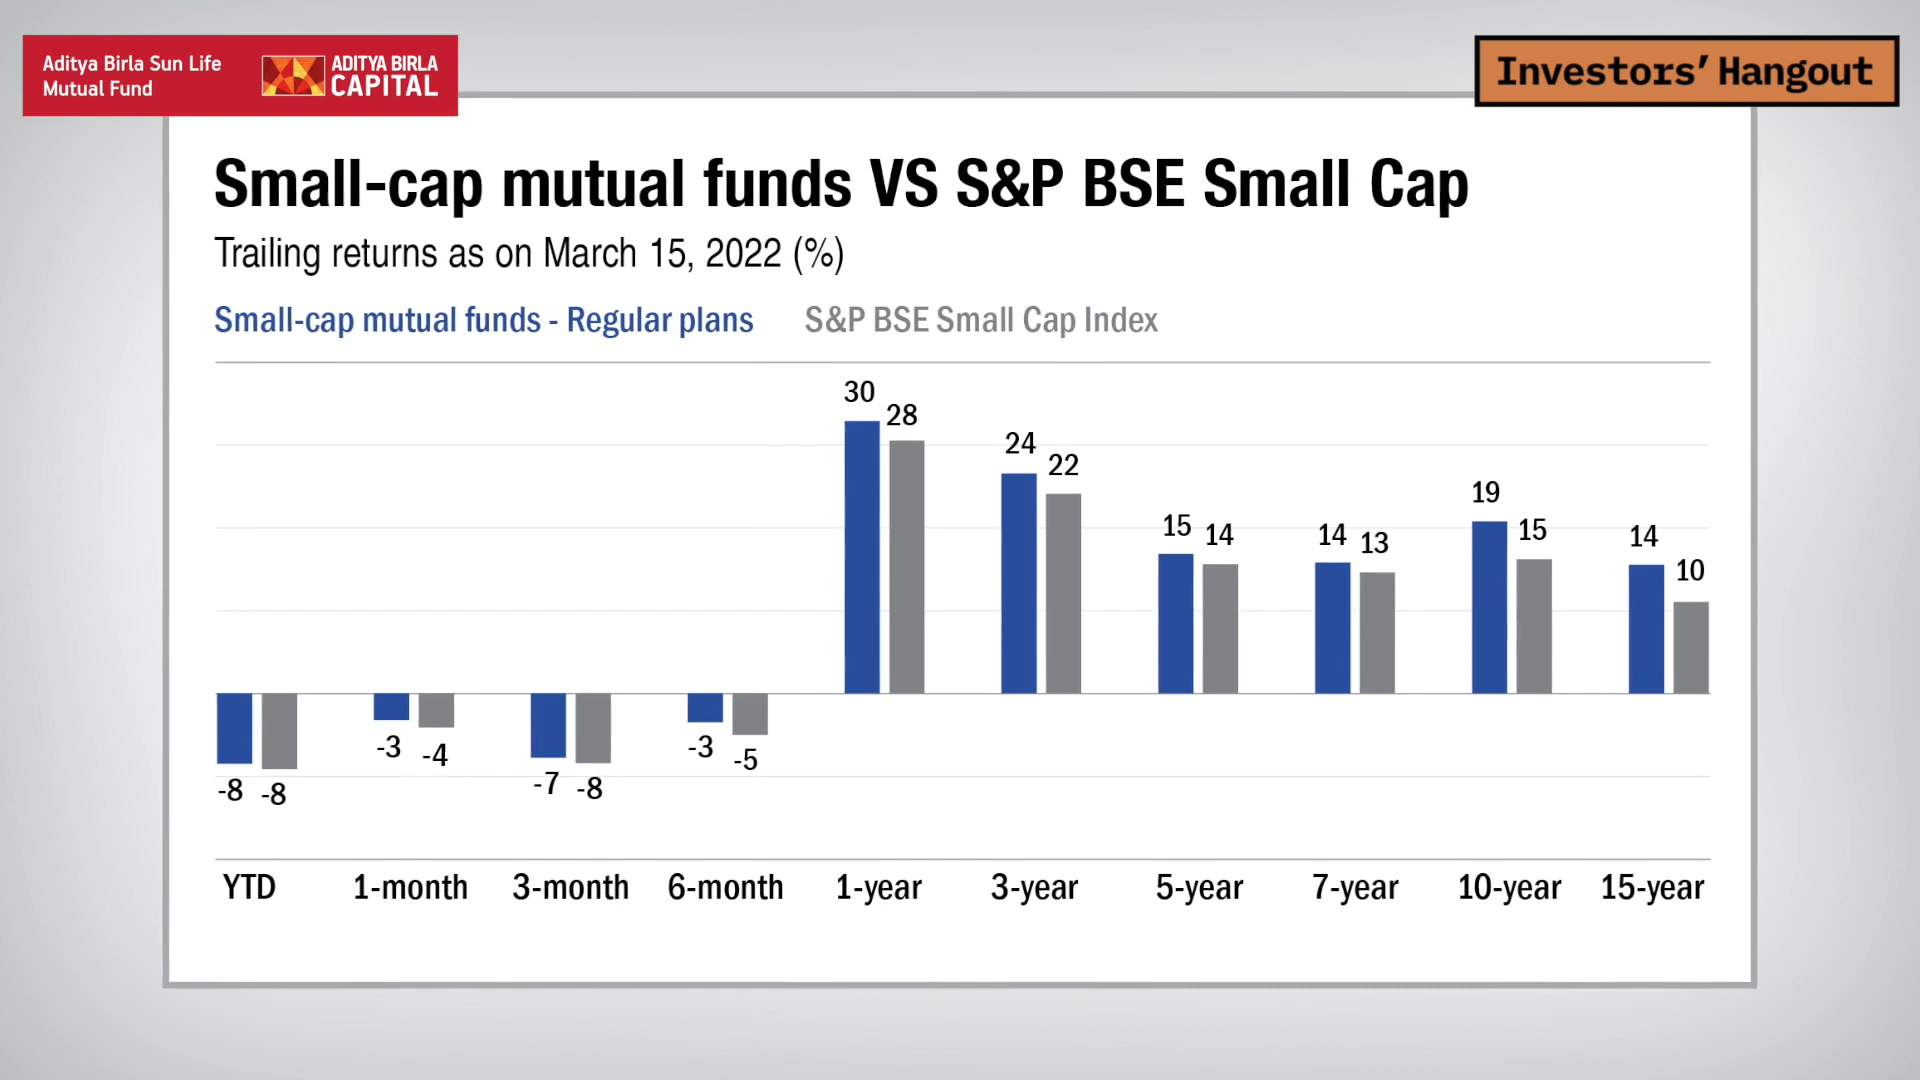 Aditya Birla Sun Life
Mutual Fund
ADITYA BIRLA
CAPITAL
Investors’ Hangout
Small-cap mutual funds VS S&P BSE Small Cap
Trailing returns as on March 15, 2022 (%)
Small-cap mutual funds - Regular plans S&P BSE Small Cap Index
30
28
24
22
15
14
14
13
19
15
14
10
-8 -8
-3 -4
-7 -8
-3 -5
YTD 1-month 3-month 6-month 1-year 3-year 5-year 7-year 10-year 15-year